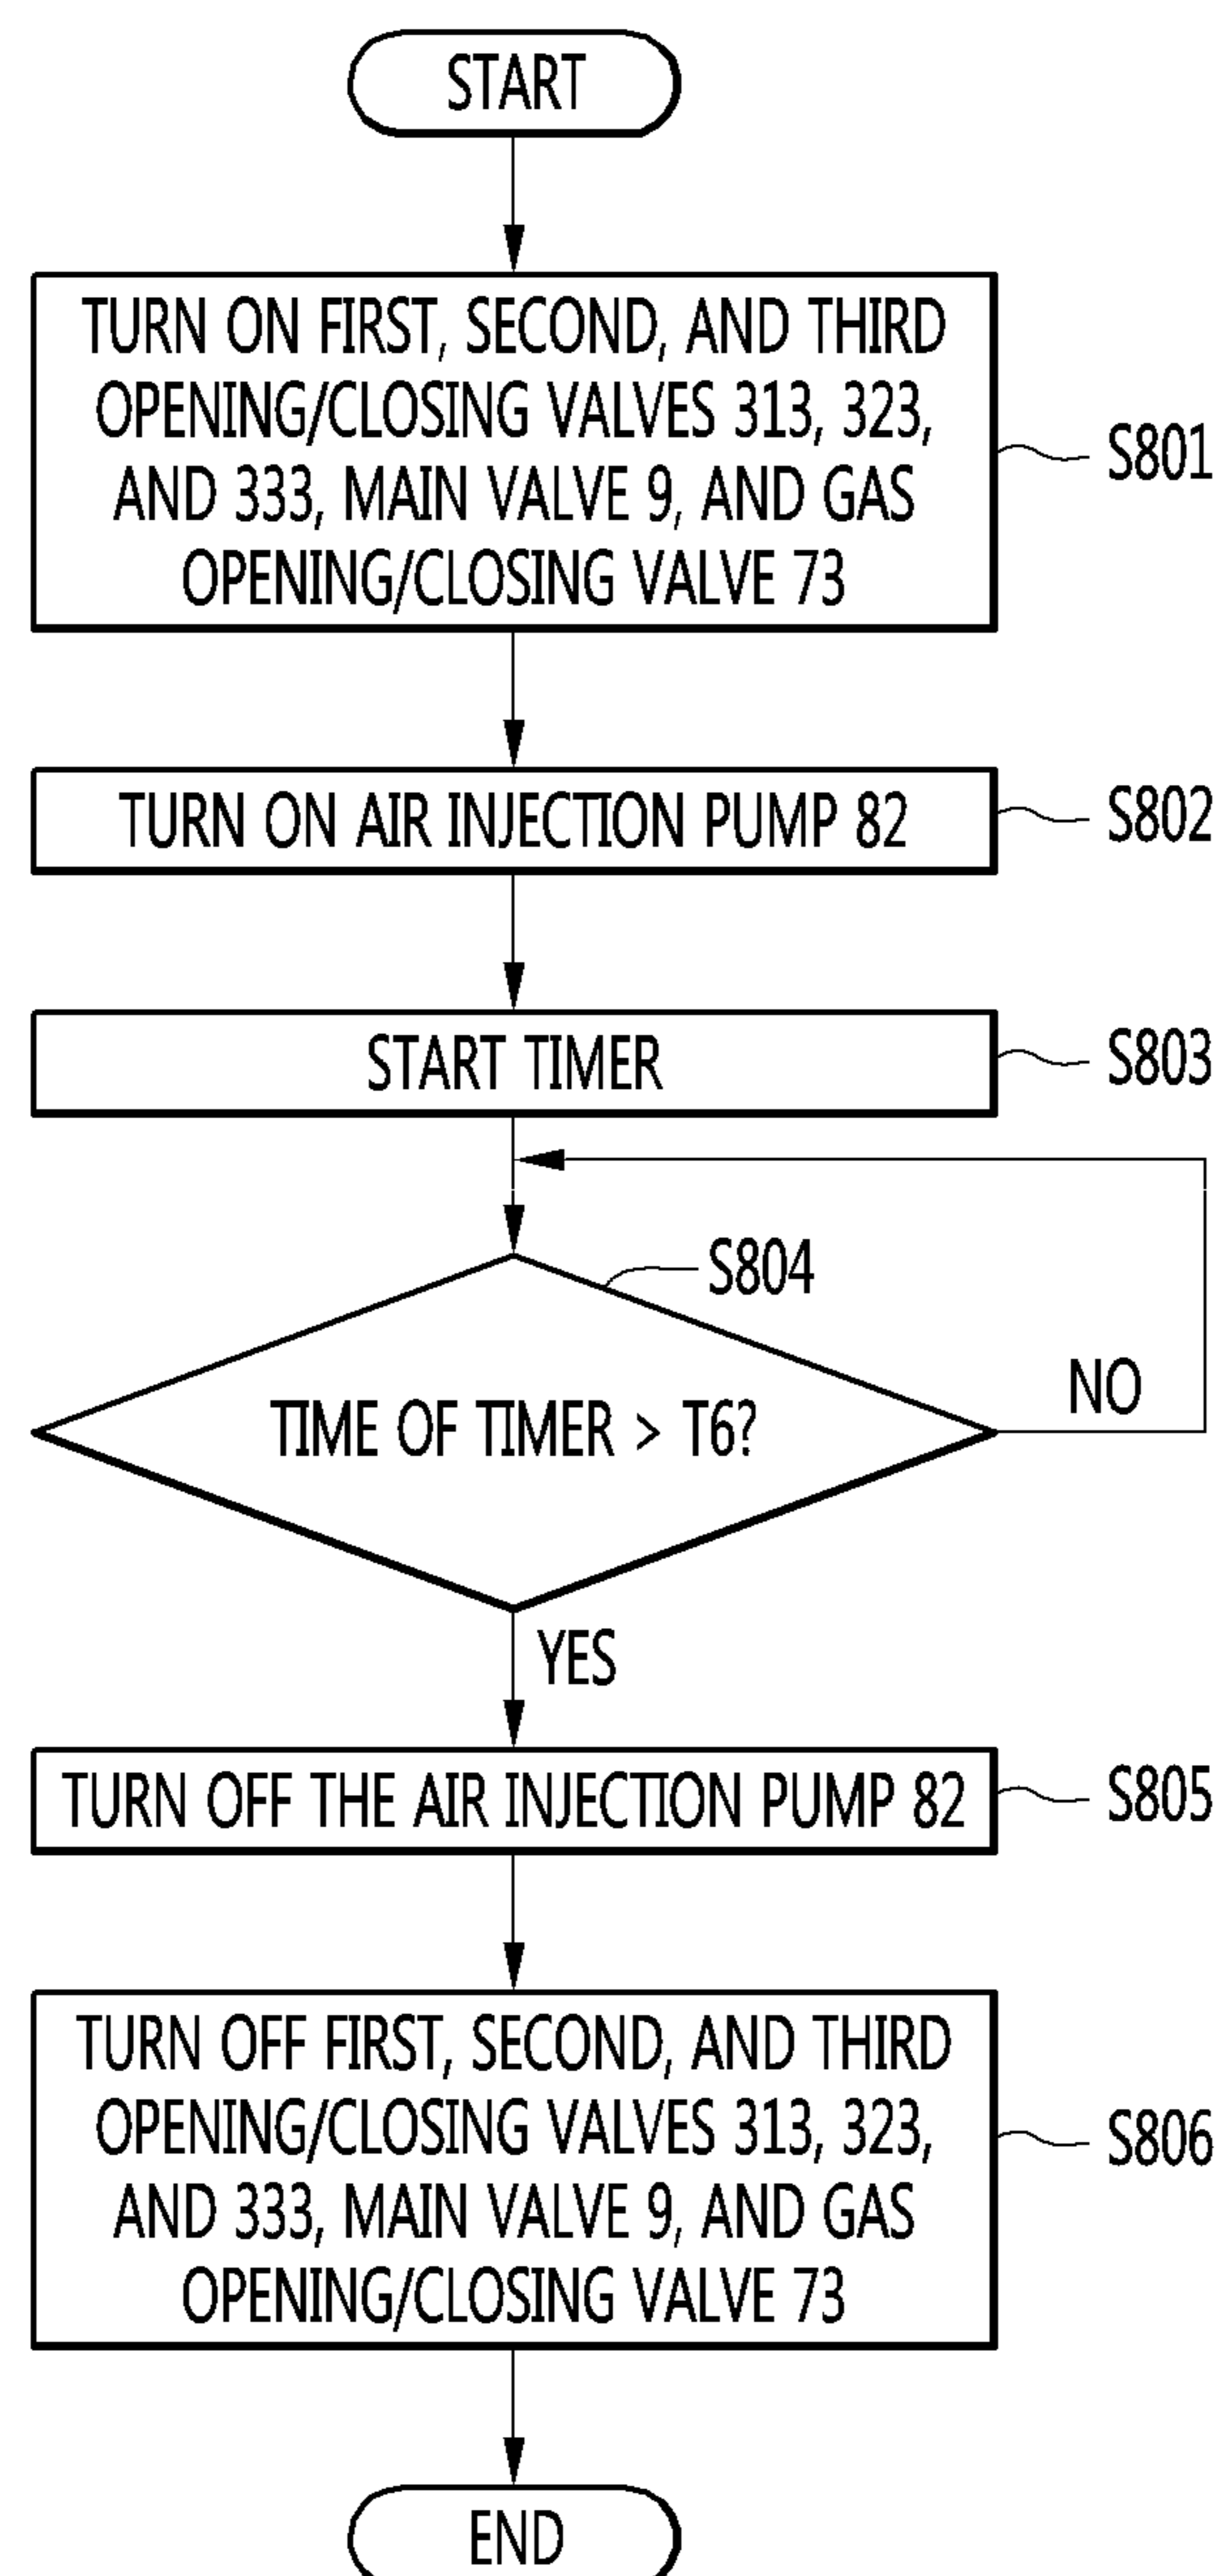 START
TURN ON FIRST, SECOND, AND THIRD
OPENING/CLOSING VALVES 313, 323,
AND 333, MAIN VALVE 9, AND GAS
OPENING/CLOSING VALVE 73
S801
TURN ON AIR INJECTION PUMP 82
S802
START TIMER
S803
S804
TIME OF TIMER > T6?
NO
YES
TURN OFF THE AIR INJECTION PUMP 82
S805
TURN OFF FIRST, SECOND, AND THIRD
OPENING/CLOSING VALVES 313, 323,
AND 333, MAIN VALVE 9, AND GAS
OPENING/CLOSING VALVE 73
S806
END